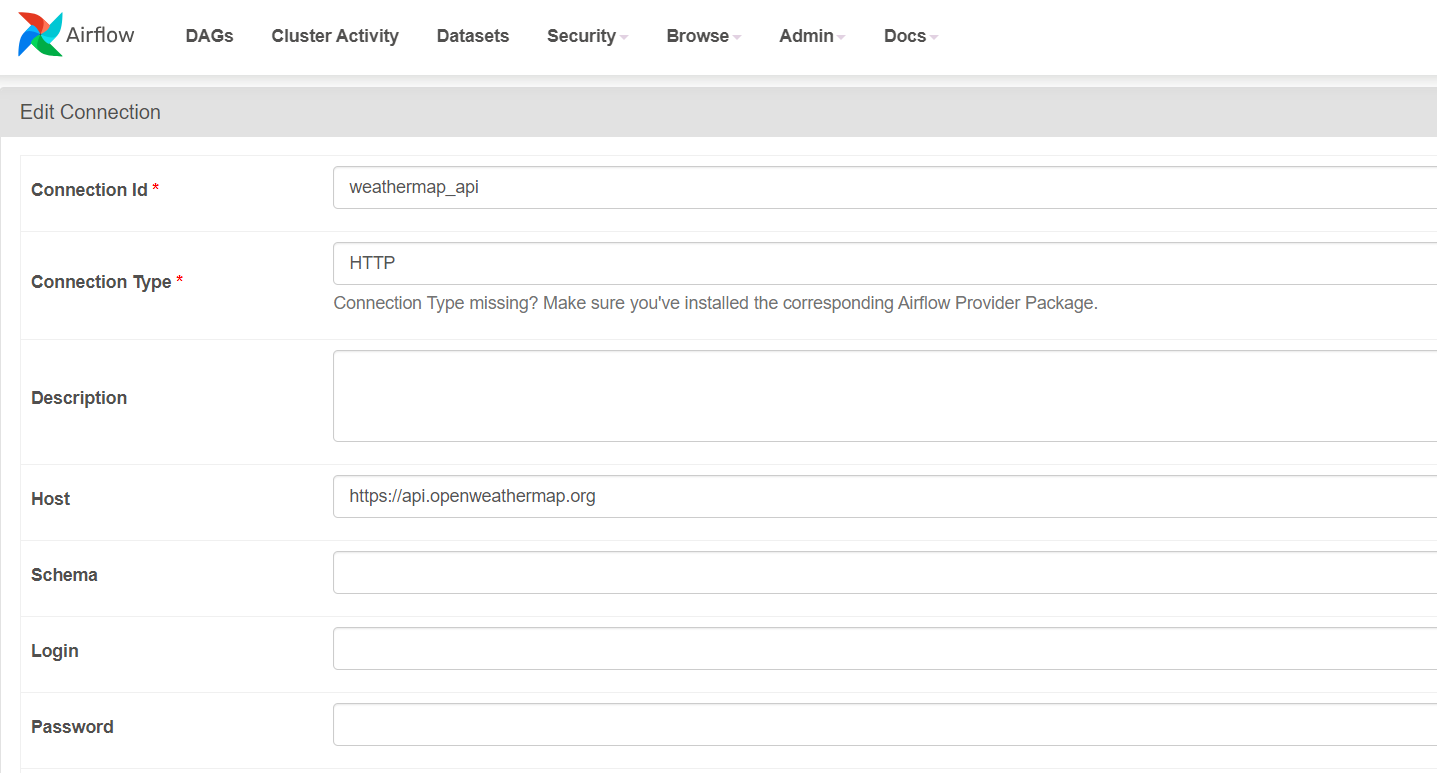 Airflow DAGs Cluster Activity Datasets Security Browse Admin Docs
Edit Connection
Connection Id * weathermap_api
Connection Type * HTTP
Connection Type missing? Make sure you've installed the corresponding Airflow Provider Package.
Description
Host https://api.openweathermap.org
Schema
Login
Password